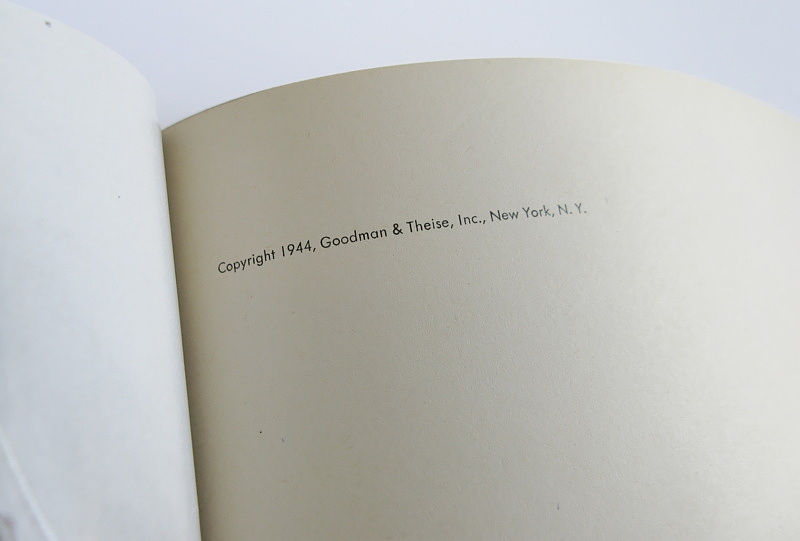 Copyright 1944, Goodman & Theise, Inc., New York, N.Y.